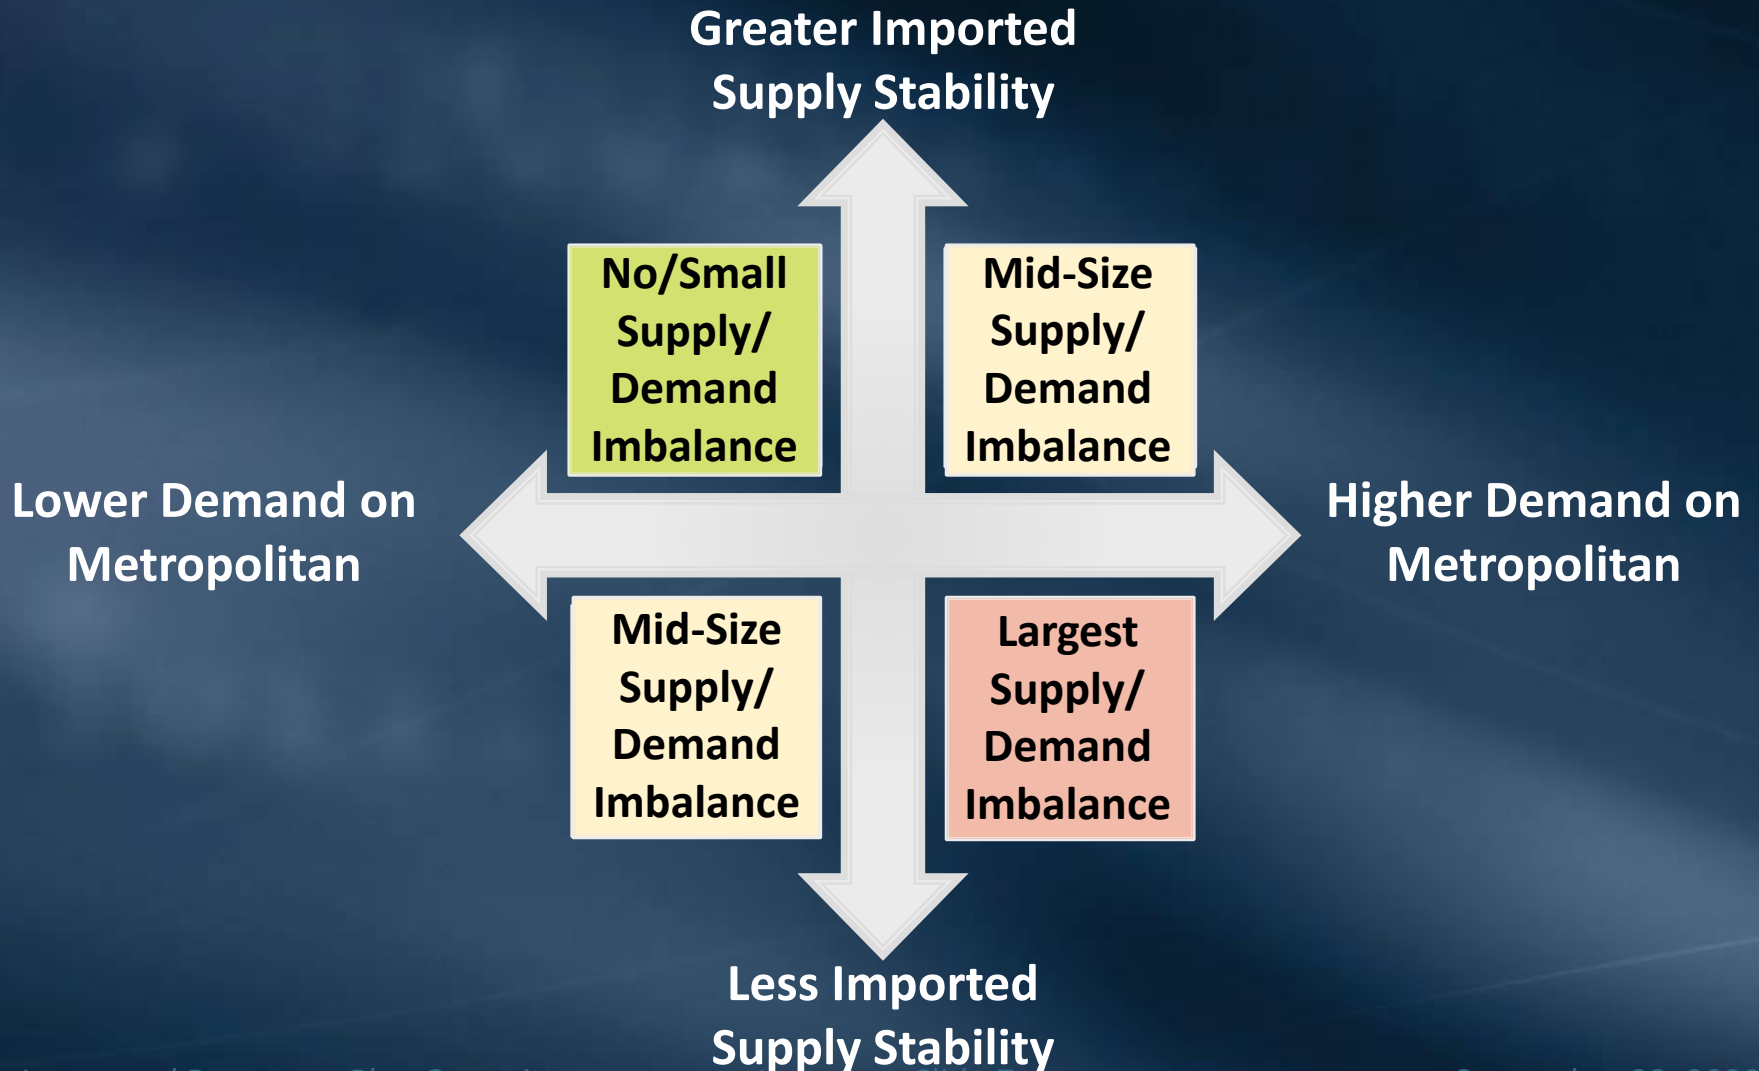 Greater Imported
Supply Stability
No/Small
Supply/
Demand
Imbalance
Mid-Size
Supply/
Demand
Imbalance
Lower Demand on
Metropolitan
Higher Demand on
Metropolitan
Mid-Size
Supply/
Demand
Imbalance
Largest
Supply/
Demand
Imbalance
Less Imported
Supply Stability